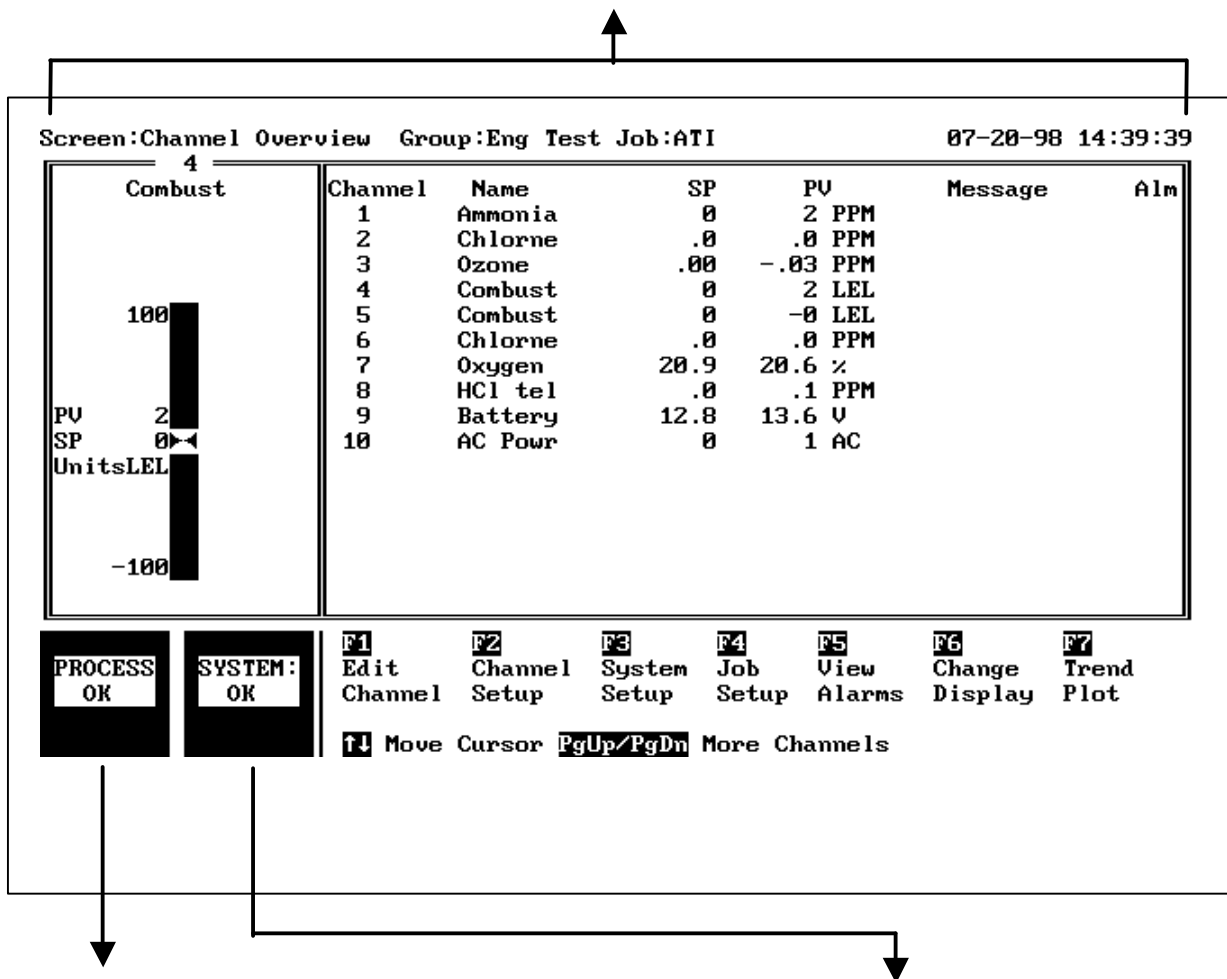 Screen:Channel Overview Group:Eng Test Job:ATI 07-20-98 14:39:39
4
Combust
100
PV 2
SP 0
UnitsLEL
-100
Channel Name SP PV Message Alm
1 Ammonia 0 2 PPM
2 Chlorne .0 .0 PPM
3 Ozone .00 -.03 PPM
4 Combust 0 2 LEL
5 Combust 0 -0 LEL
6 Chlorne .0 .0 PPM
7 Oxygen 20.9 20.6 %
8 HCl tel .0 .1 PPM
9 Battery 12.8 13.6 V
10 AC Powr 0 1 AC
PROCESS
OK
SYSTEM:
OK
F1 F2 F3 F4 F5 F6 F7
Edit Channel System Job View Change Trend
Channel Setup Setup Setup Alarms Display Plot
↑↓ Move Cursor PgUp/PgDn More Channels